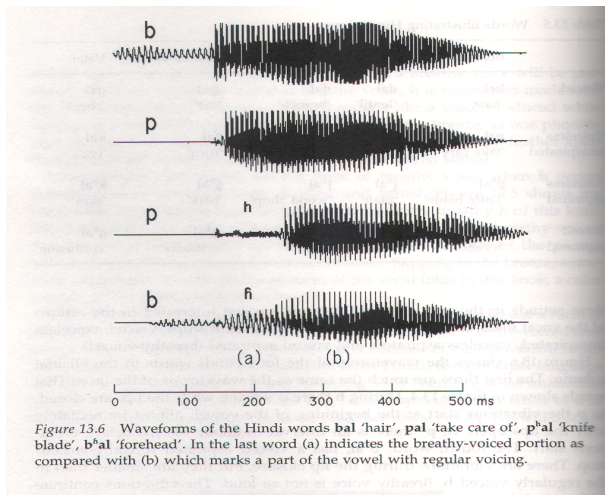 b
p
p h
b ɦ
(a) (b)
0 100 200 300 400 500 ms
Figure 13.6 Waveforms of the Hindi words bal ‘hair’, pal ‘take care of’, pʰal ‘knife
blade’, bʱal ‘forehead’. In the last word (a) indicates the breathy-voiced portion as
compared with (b) which marks a part of the vowel with regular voicing.